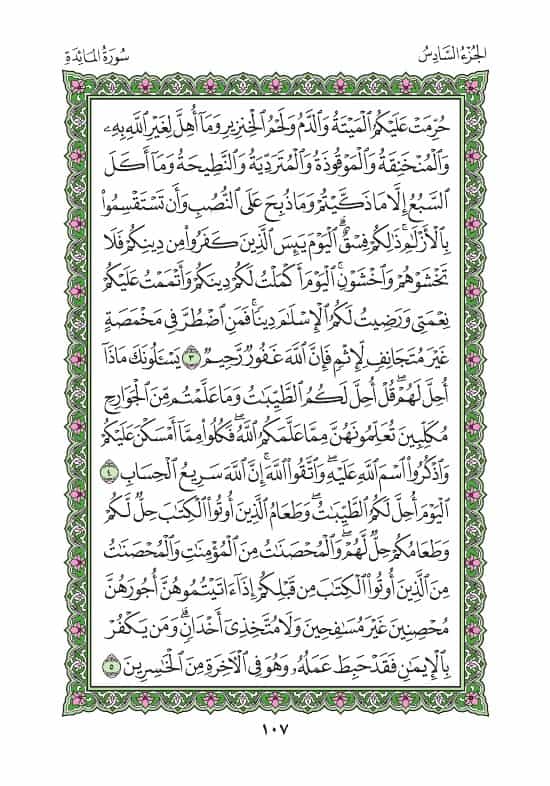 الجُزْءُ السَّادِسُ
سُورَةُ المَائِدَةِ
حُرِّمَتْ عَلَيْكُمُ ٱلْمَيْتَةُ وَٱلدَّمُ وَلَحْمُ ٱلْخِنزِيرِ وَمَآ أُهِلَّ لِغَيْرِ ٱللَّهِ بِهِۦ
وَٱلْمُنْخَنِقَةُ وَٱلْمَوْقُوذَةُ وَٱلْمُتَرَدِّيَةُ وَٱلنَّطِيحَةُ وَمَآ أَكَلَ
ٱلسَّبُعُ إِلَّا مَا ذَكَّيْتُمْ وَمَا ذُبِحَ عَلَى ٱلنُّصُبِ وَأَن تَسْتَقْسِمُوا۟
بِٱلْأَزْلَٰمِ ۚ ذَٰلِكُمْ فِسْقٌ ۗ ٱلْيَوْمَ يَئِسَ ٱلَّذِينَ كَفَرُوا۟ مِن دِينِكُمْ فَلَا
تَخْشَوْهُمْ وَٱخْشَوْنِ ۚ ٱلْيَوْمَ أَكْمَلْتُ لَكُمْ دِينَكُمْ وَأَتْمَمْتُ عَلَيْكُمْ
نِعْمَتِى وَرَضِيتُ لَكُمُ ٱلْإِسْلَٰمَ دِينًا ۚ فَمَنِ ٱضْطُرَّ فِى مَخْمَصَةٍ
غَيْرَ مُتَجَانِفٍ لِّإِثْمٍ ۙ فَإِنَّ ٱللَّهَ غَفُورٌ رَّحِيمٌ ٣ يَسْـَٔلُونَكَ مَاذَآ
أُحِلَّ لَهُمْ ۖ قُلْ أُحِلَّ لَكُمُ ٱلطَّيِّبَٰتُ ۙ وَمَا عَلَّمْتُم مِّنَ ٱلْجَوَارِحِ
مُكَلِّبِينَ تُعَلِّمُونَهُنَّ مِمَّا عَلَّمَكُمُ ٱللَّهُ ۖ فَكُلُوا۟ مِمَّآ أَمْسَكْنَ عَلَيْكُمْ
وَٱذْكُرُوا۟ ٱسْمَ ٱللَّهِ عَلَيْهِ ۖ وَٱتَّقُوا۟ ٱللَّهَ ۚ إِنَّ ٱللَّهَ سَرِيعُ ٱلْحِسَابِ ٤
ٱلْيَوْمَ أُحِلَّ لَكُمُ ٱلطَّيِّبَٰتُ ۖ وَطَعَامُ ٱلَّذِينَ أُوتُوا۟ ٱلْكِتَٰبَ حِلٌّ لَّكُمْ
وَطَعَامُكُمْ حِلٌّ لَّهُمْ ۖ وَٱلْمُحْصَنَٰتُ مِنَ ٱلْمُؤْمِنَٰتِ وَٱلْمُحْصَنَٰتُ
مِنَ ٱلَّذِينَ أُوتُوا۟ ٱلْكِتَٰبَ مِن قَبْلِكُمْ إِذَآ ءَاتَيْتُمُوهُنَّ أُجُورَهُنَّ
مُحْصِنِينَ غَيْرَ مُسَٰفِحِينَ وَلَا مُتَّخِذِىٓ أَخْدَانٍ ۗ وَمَن يَكْفُرْ
بِٱلْإِيمَٰنِ فَقَدْ حَبِطَ عَمَلُهُۥ وَهُوَ فِى ٱلْءَاخِرَةِ مِنَ ٱلْخَٰسِرِينَ ٥
١٠٧